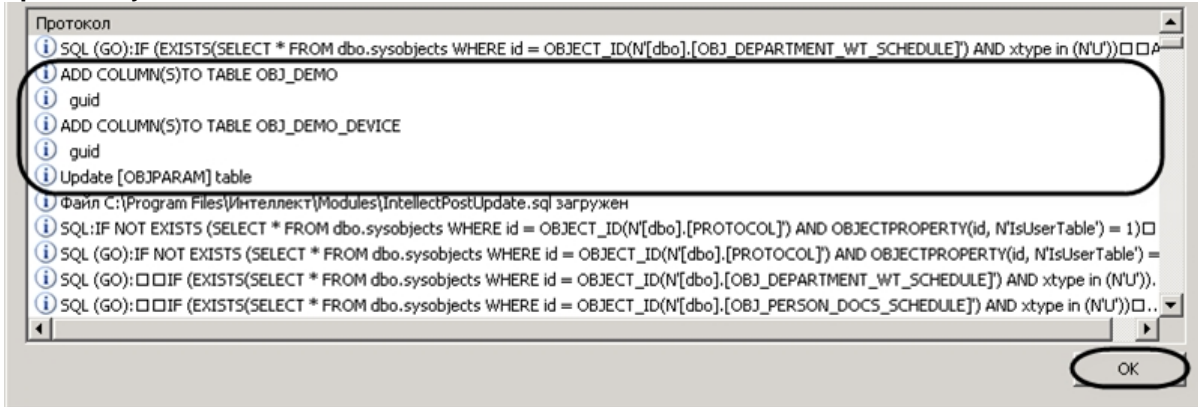 Протокол
SQL (GO):IF (EXISTS(SELECT * FROM dbo.sysobjects WHERE id = OBJECT_ID(N'[dbo].[OBJ_DEPARTMENT_WT_SCHEDULE]') AND xtype in (N'U'))□□A
ADD COLUMN(S)TO TABLE OBJ_DEMO
guid
ADD COLUMN(S)TO TABLE OBJ_DEMO_DEVICE
guid
Update [OBJPARAM] table
Файл C:\Program Files\Интеллект\Modules\IntellectPostUpdate.sql загружен
SQL:IF NOT EXISTS (SELECT * FROM dbo.sysobjects WHERE id = OBJECT_ID(N'[dbo].[PROTOCOL]') AND OBJECTPROPERTY(id, N'IsUserTable') = 1)□
SQL (GO):IF NOT EXISTS (SELECT * FROM dbo.sysobjects WHERE id = OBJECT_ID(N'[dbo].[PROTOCOL]') AND OBJECTPROPERTY(id, N'IsUserTable') =
SQL (GO):□□IF (EXISTS(SELECT * FROM dbo.sysobjects WHERE id = OBJECT_ID(N'[dbo].[OBJ_DEPARTMENT_WT_SCHEDULE]') AND xtype in (N'U')).
SQL (GO):□□IF (EXISTS(SELECT * FROM dbo.sysobjects WHERE id = OBJECT_ID(N'[dbo].[OBJ_PERSON_DOCS_SCHEDULE]') AND xtype in (N'U'))□..
OK